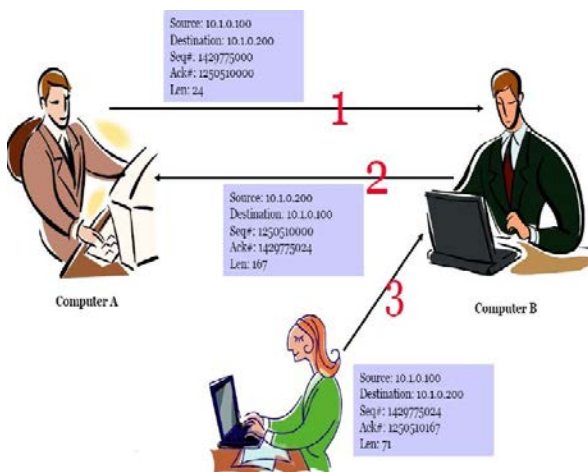 Source: 10.1.0.100
Destination: 10.1.0.200
Seq#: 1429775000
Ack#: 1250510000
Len: 24
1
2
Source: 10.1.0.200
Destination: 10.1.0.100
Seq#: 1250510000
Ack#: 1429775024
Len: 167
3
Computer A
Computer B
Source: 10.1.0.100
Destination: 10.1.0.200
Seq#: 1429775024
Ack#: 1250510167
Len: 71